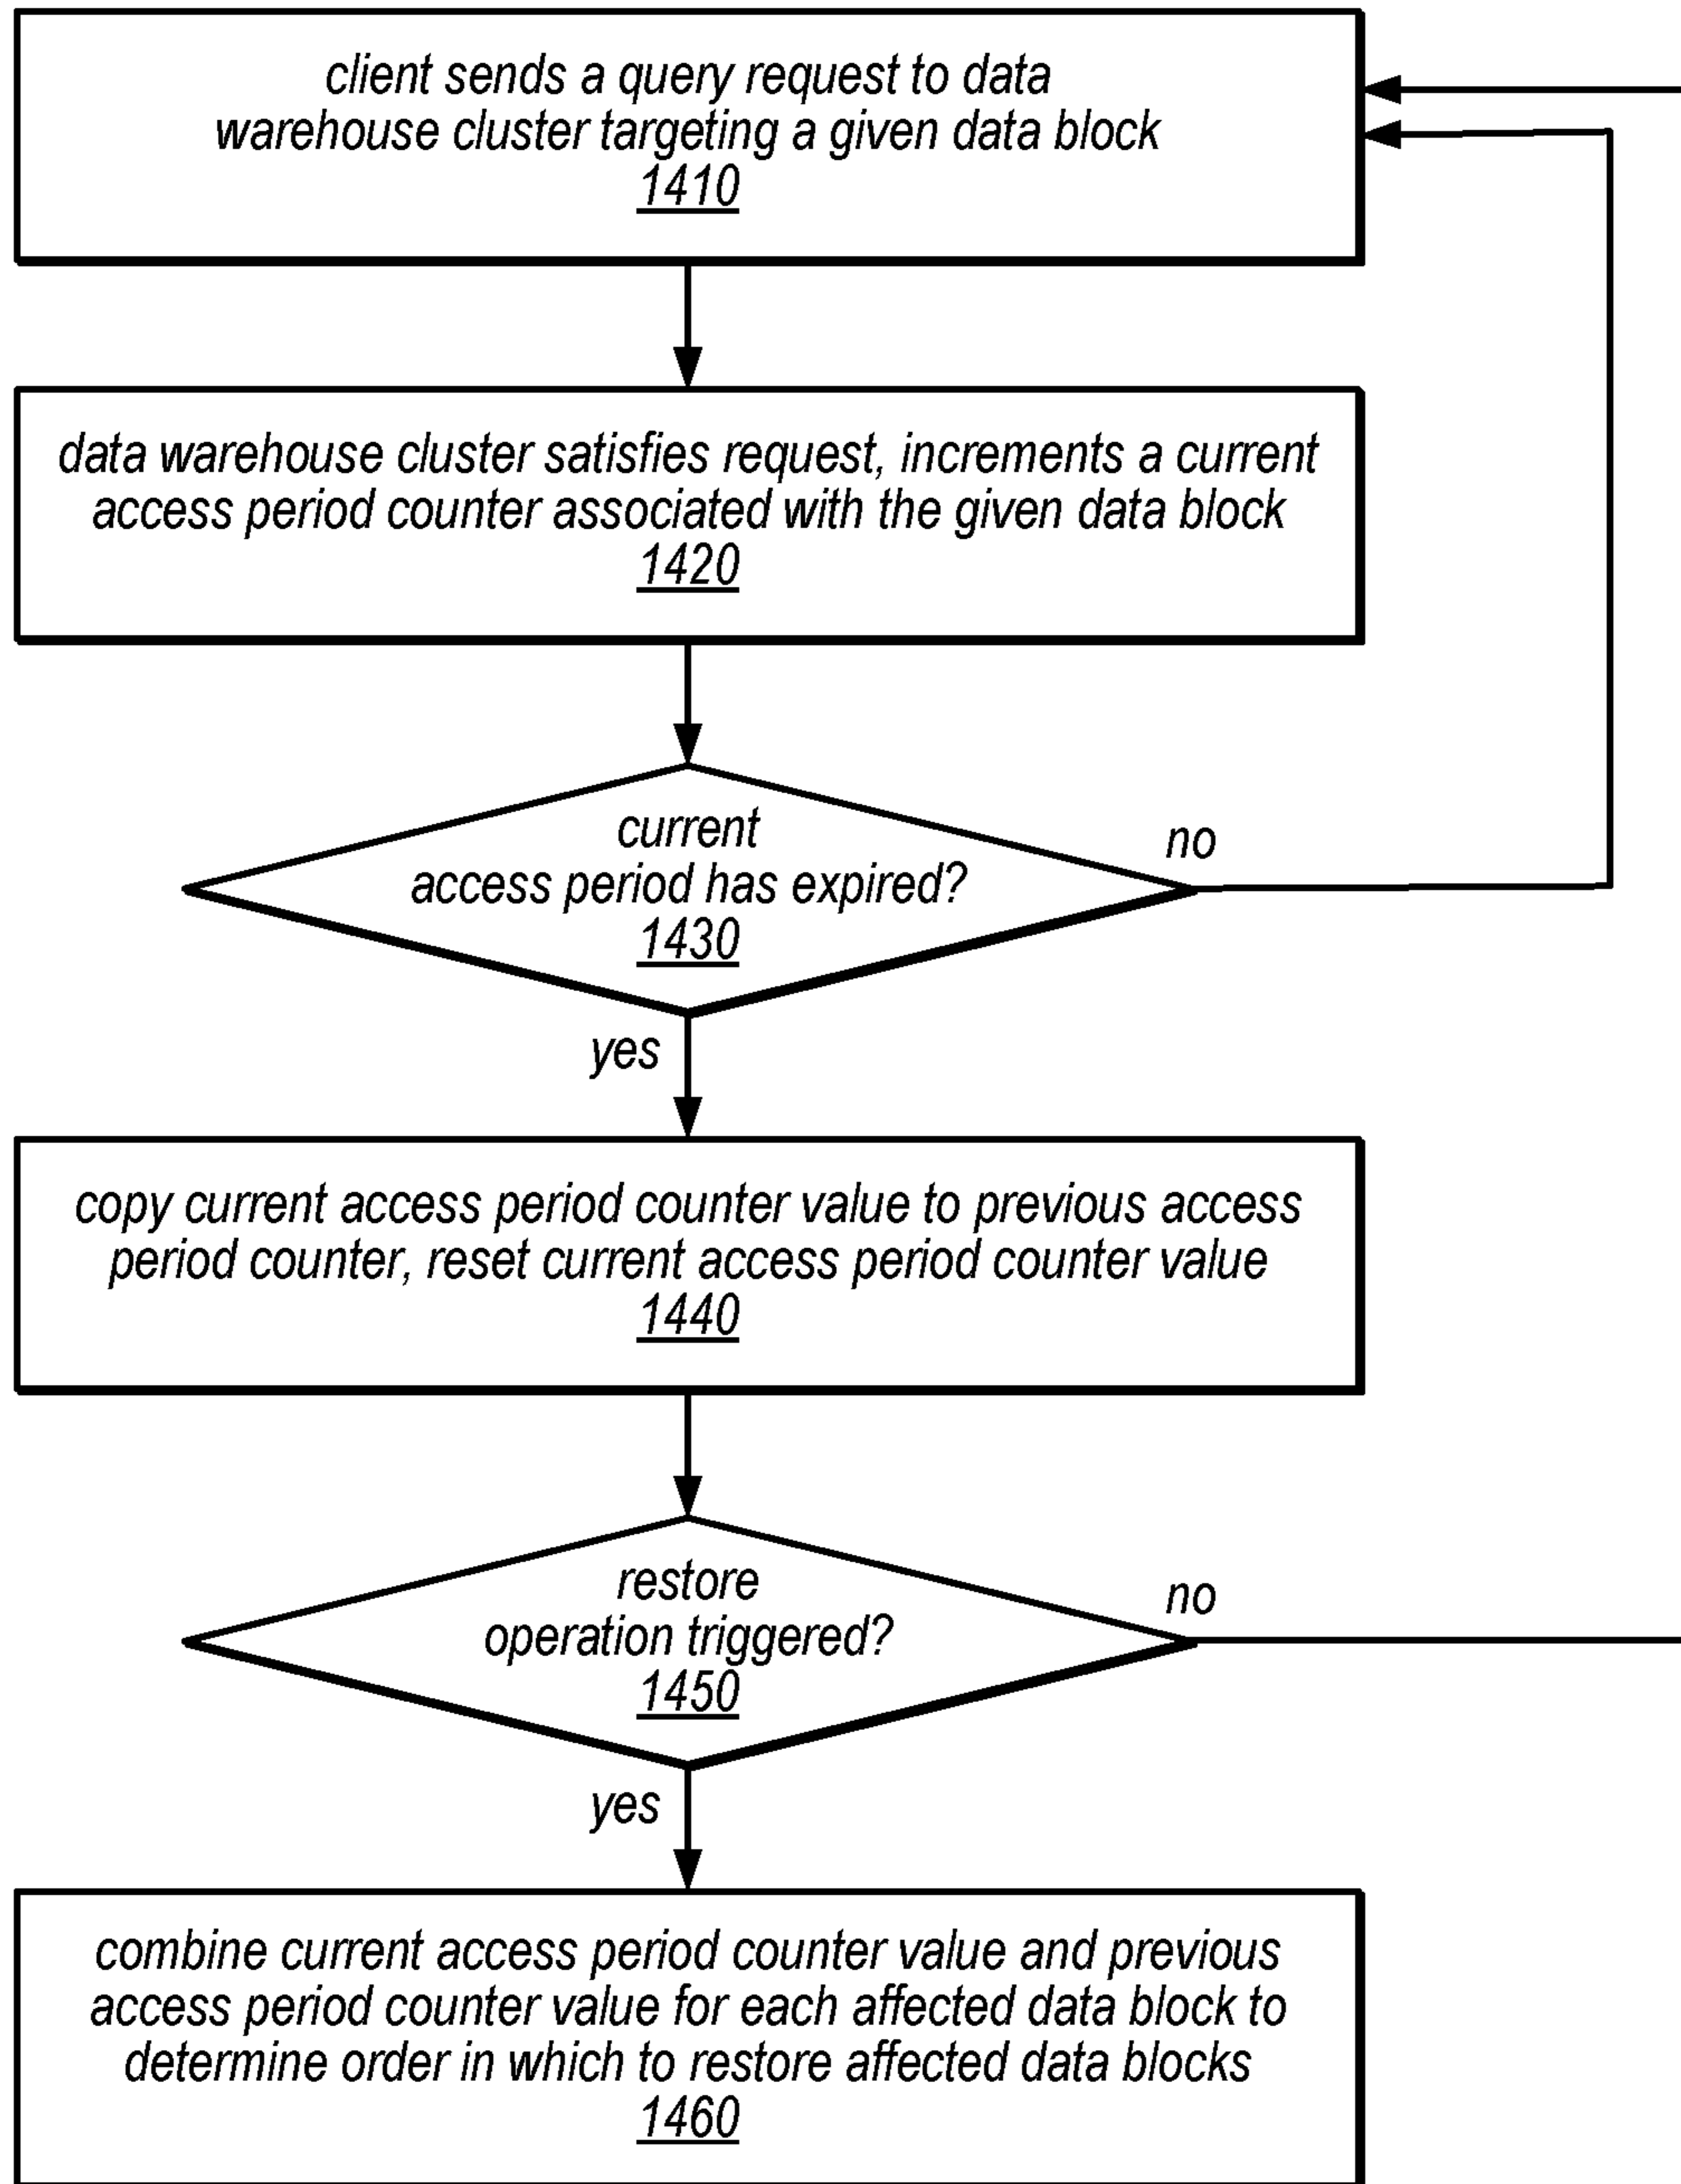 client sends a query request to data
warehouse cluster targeting a given data block
1410
data warehouse cluster satisfies request, increments a current
access period counter associated with the given data block
1420
current
access period has expired?
1430
no
yes
copy current access period counter value to previous access
period counter, reset current access period counter value
1440
restore
operation triggered?
1450
no
yes
combine current access period counter value and previous
access period counter value for each affected data block to
determine order in which to restore affected data blocks
1460